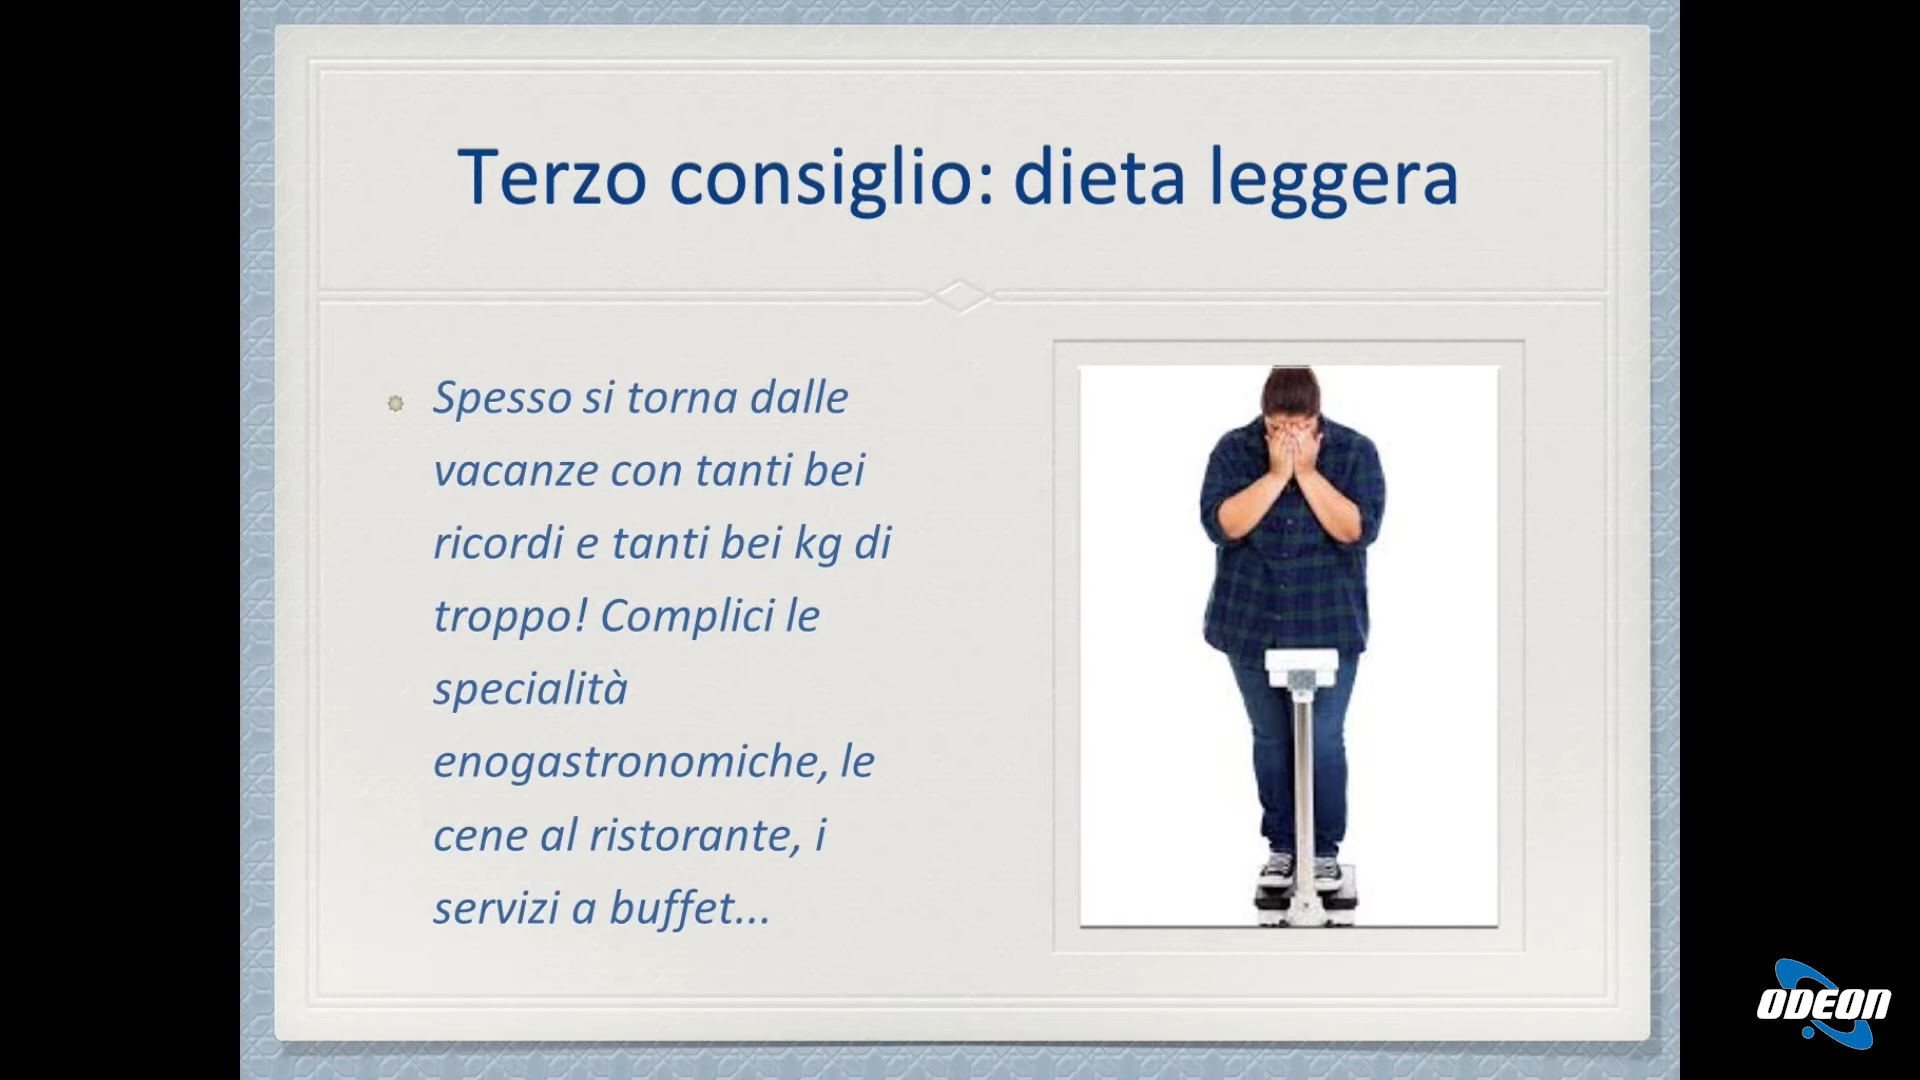 Terzo consiglio: dieta leggera
Spesso si torna dalle
vacanze con tanti bei
ricordi e tanti bei kg di
troppo! Complici le
specialità
enogastronomiche, le
cene al ristorante, i
servizi a buffet...
ODEON